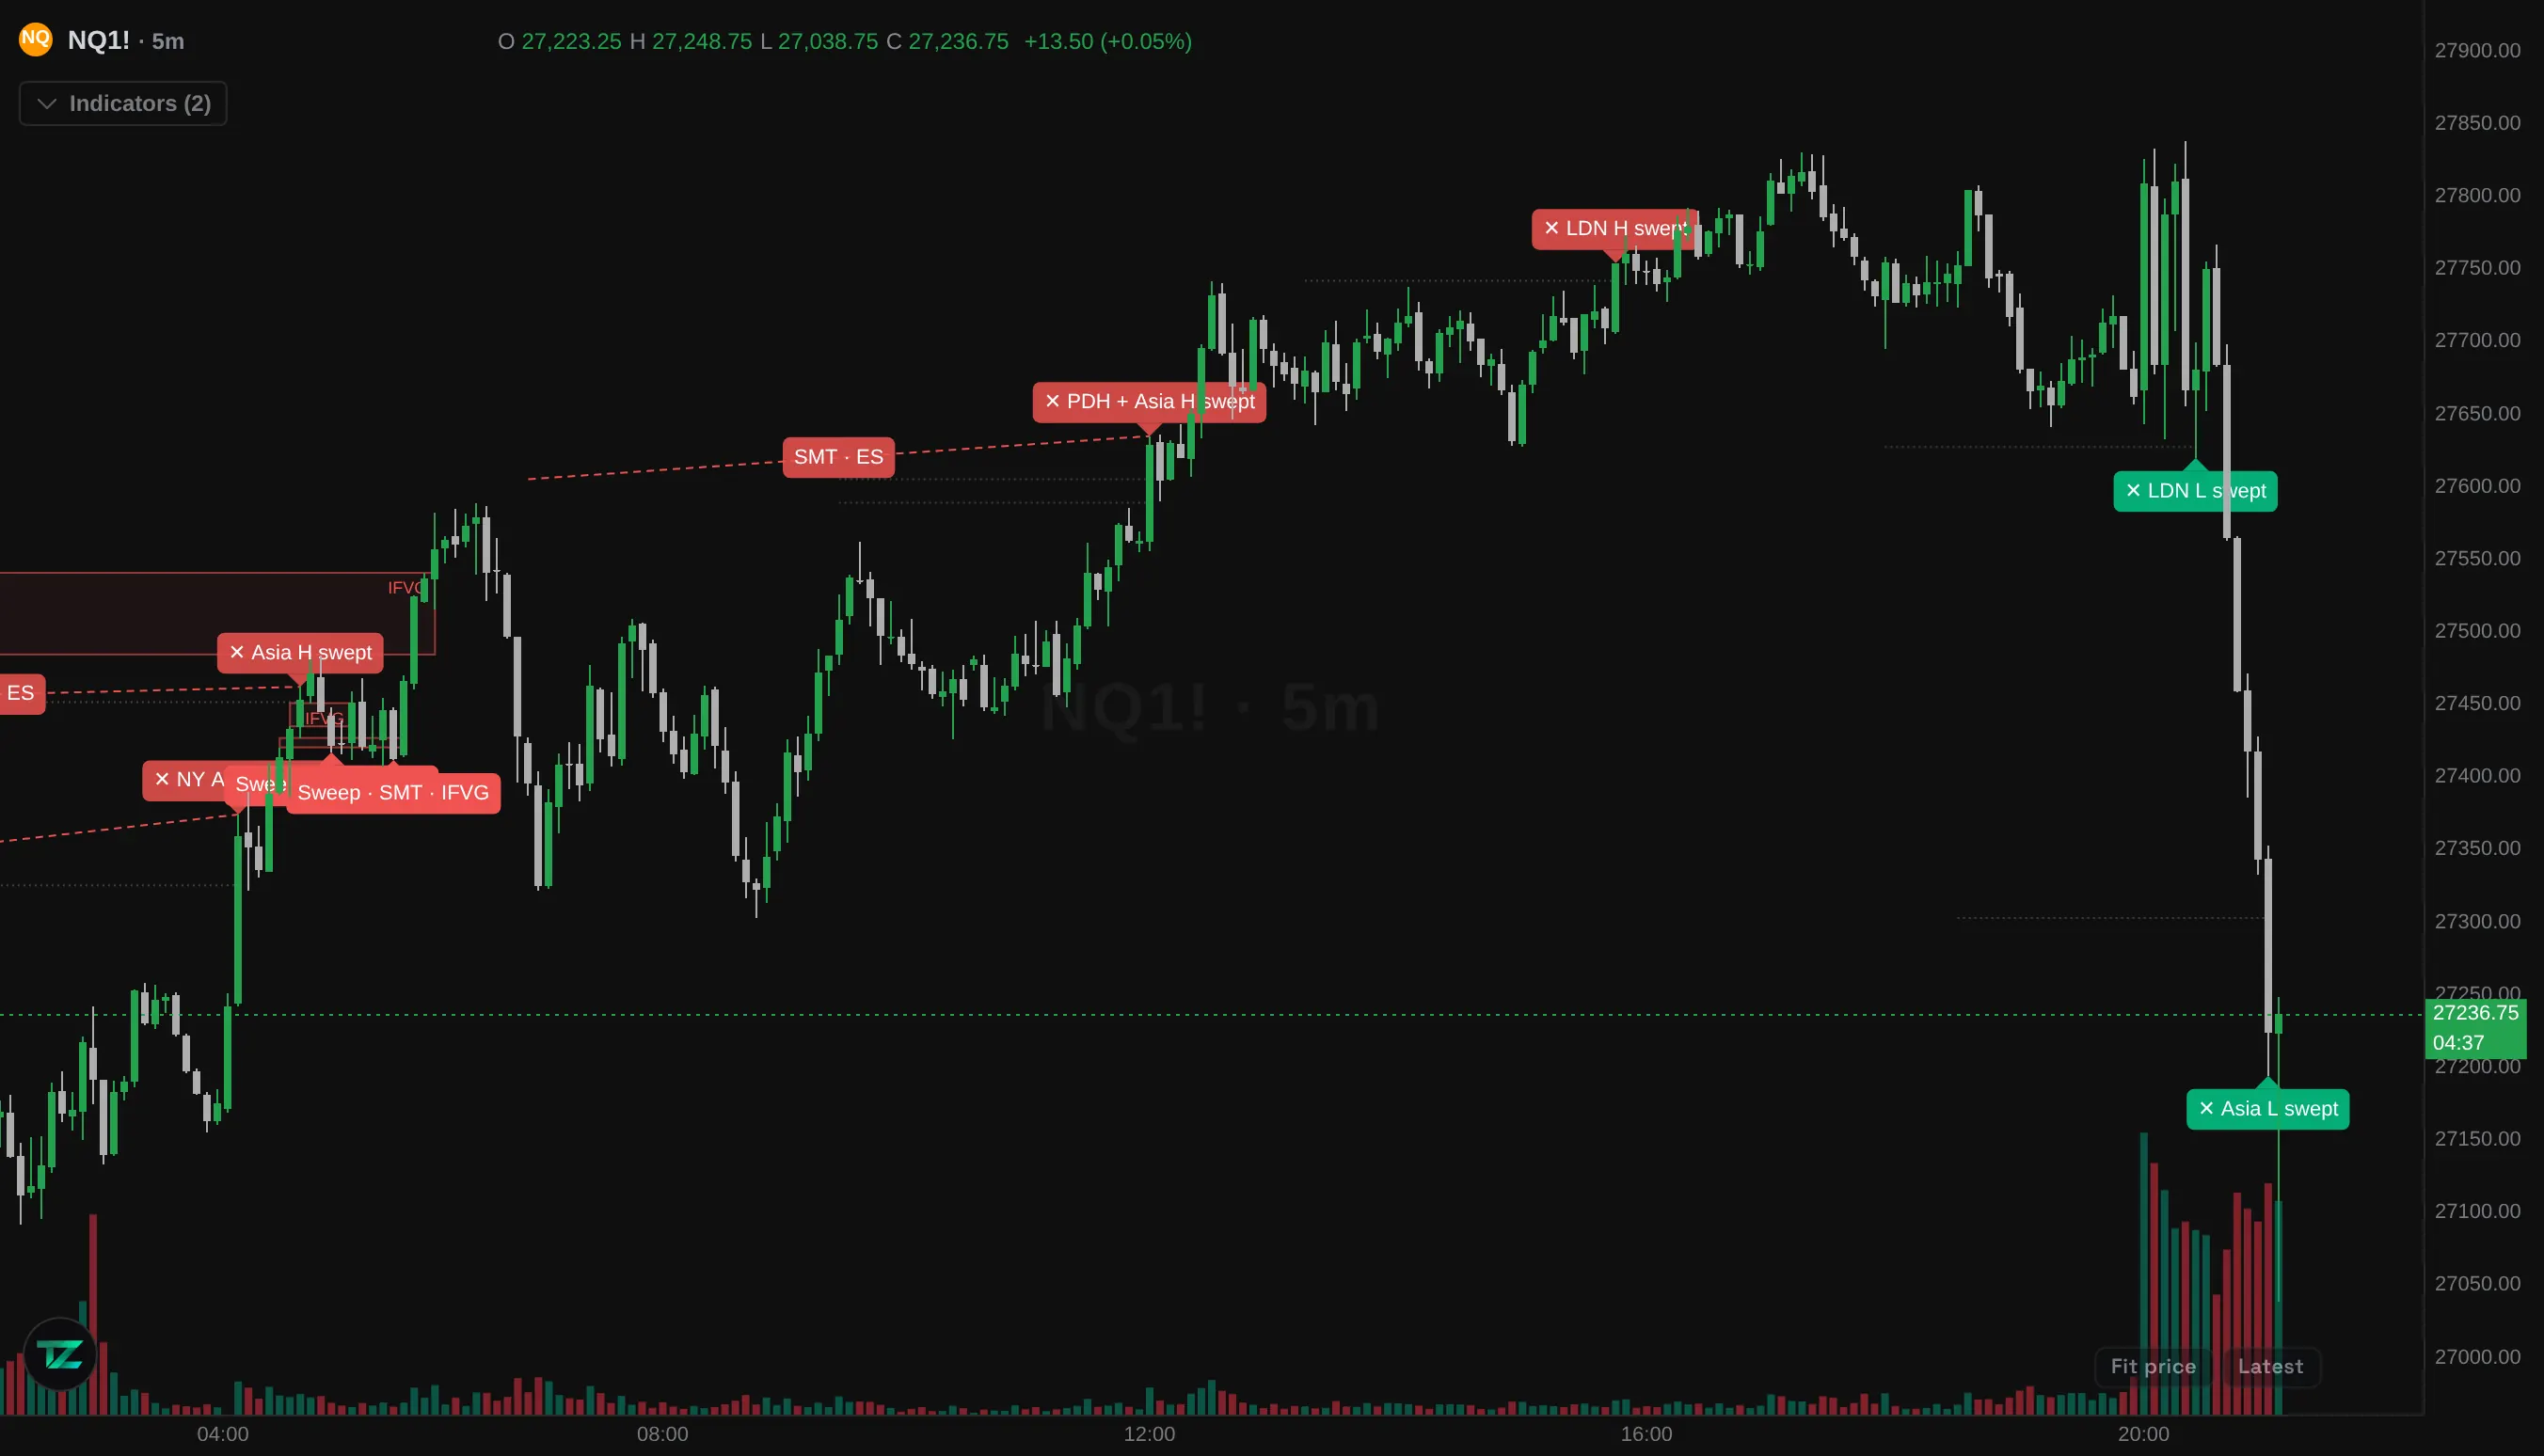 NQ NQ1! · 5m O 27,223.25 H 27,248.75 L 27,038.75 C 27,236.75 +13.50 (+0.05%)
Indicators (2)
27900.00
27850.00
27800.00
✕ LDN H swept
27750.00
27700.00
27650.00
✕ PDH + Asia H swept
SMT · ES
✕ LDN L swept
27600.00
27550.00
IFVG
27500.00
✕ Asia H swept
ES
27450.00
IFVG
NQ1! · 5m
27400.00
✕ NY A
Swee
Sweep · SMT · IFVG
27350.00
27300.00
27250.00
27236.75
04:37
27200.00
✕ Asia L swept
27150.00
27100.00
27050.00
27000.00
TZ
Fit price
Latest
04:00 08:00 12:00 16:00 20:00